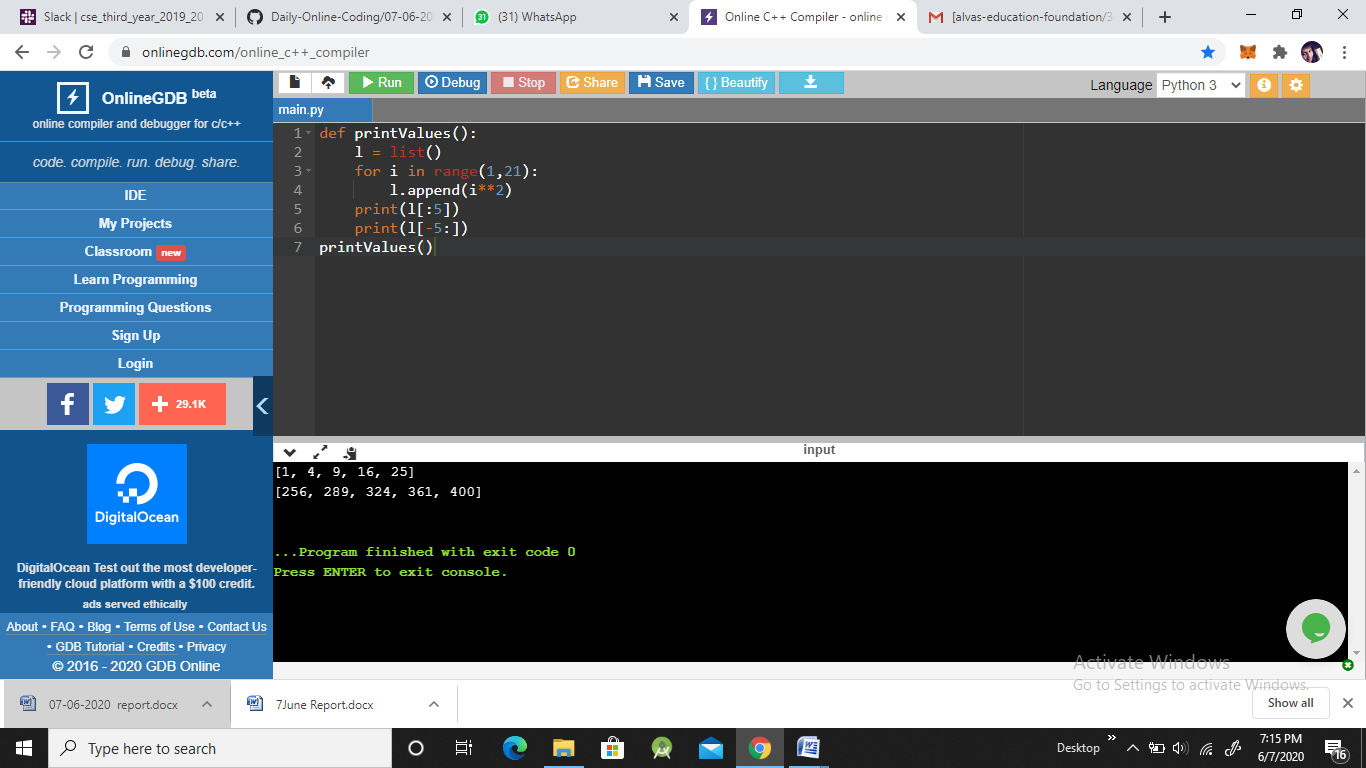 Slack | cse_third_year_2019_20
Daily-Online-Coding/07-06-20
(31) WhatsApp
Online C++ Compiler - online
[alvas-education-foundation/3
onlinegdb.com/online_c++_compiler
OnlineGDB beta
online compiler and debugger for c/c++
code. compile. run. debug. share.
IDE
My Projects
Classroom new
Learn Programming
Programming Questions
Sign Up
Login
29.1K
DigitalOcean
DigitalOcean Test out the most developer-
friendly cloud platform with a $100 credit.
ads served ethically
About • FAQ • Blog • Terms of Use • Contact Us
• GDB Tutorial • Credits • Privacy
© 2016 - 2020 GDB Online
Run Debug Stop Share Save { } Beautify
Language Python 3
main.py
1 def printValues():
2 l = list()
3 for i in range(1,21):
4 l.append(i**2)
5 print(l[:5])
6 print(l[-5:])
7 printValues()
input
[1, 4, 9, 16, 25]
[256, 289, 324, 361, 400]
...Program finished with exit code 0
Press ENTER to exit console.
Activate Windows
Go to Settings to activate Windows.
07-06-2020 report.docx
7June Report.docx
Show all
Type here to search
Desktop
7:15 PM
6/7/2020
16